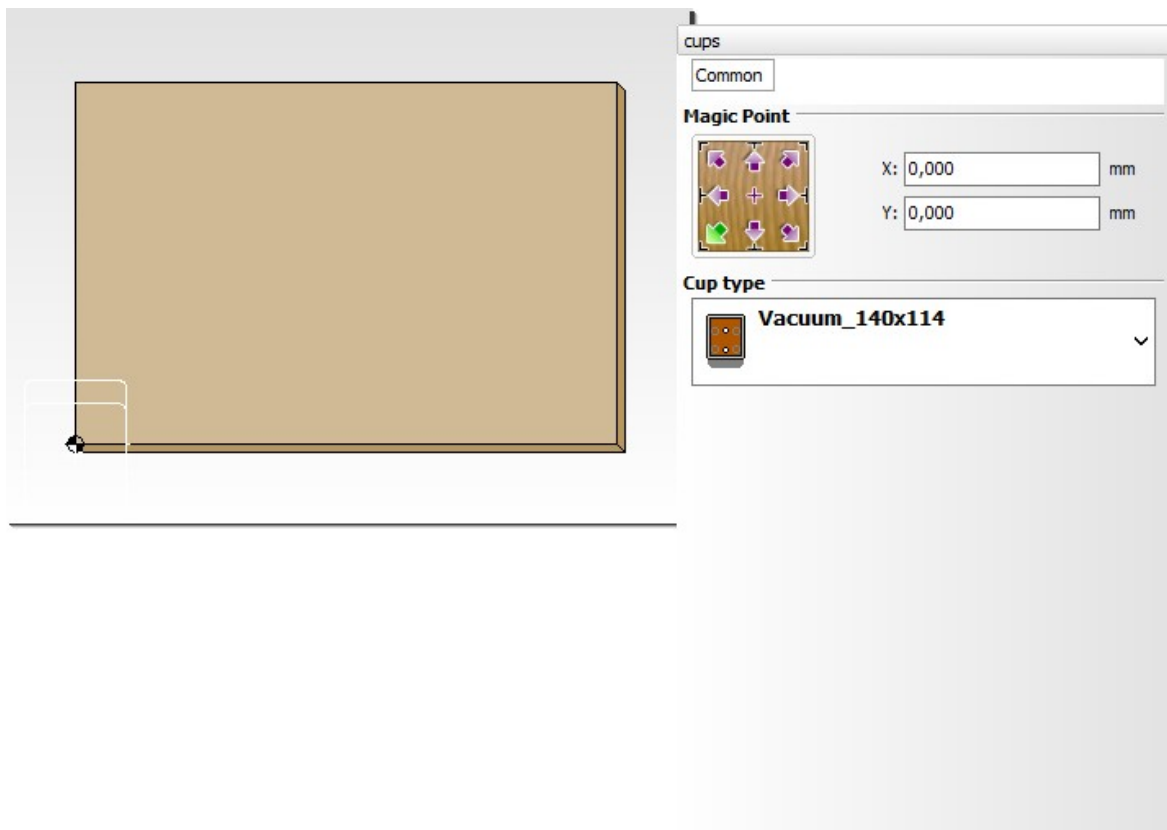 cups
Common
Magic Point
X: 0,000 mm
Y: 0,000 mm
Cup type
Vacuum_140x114